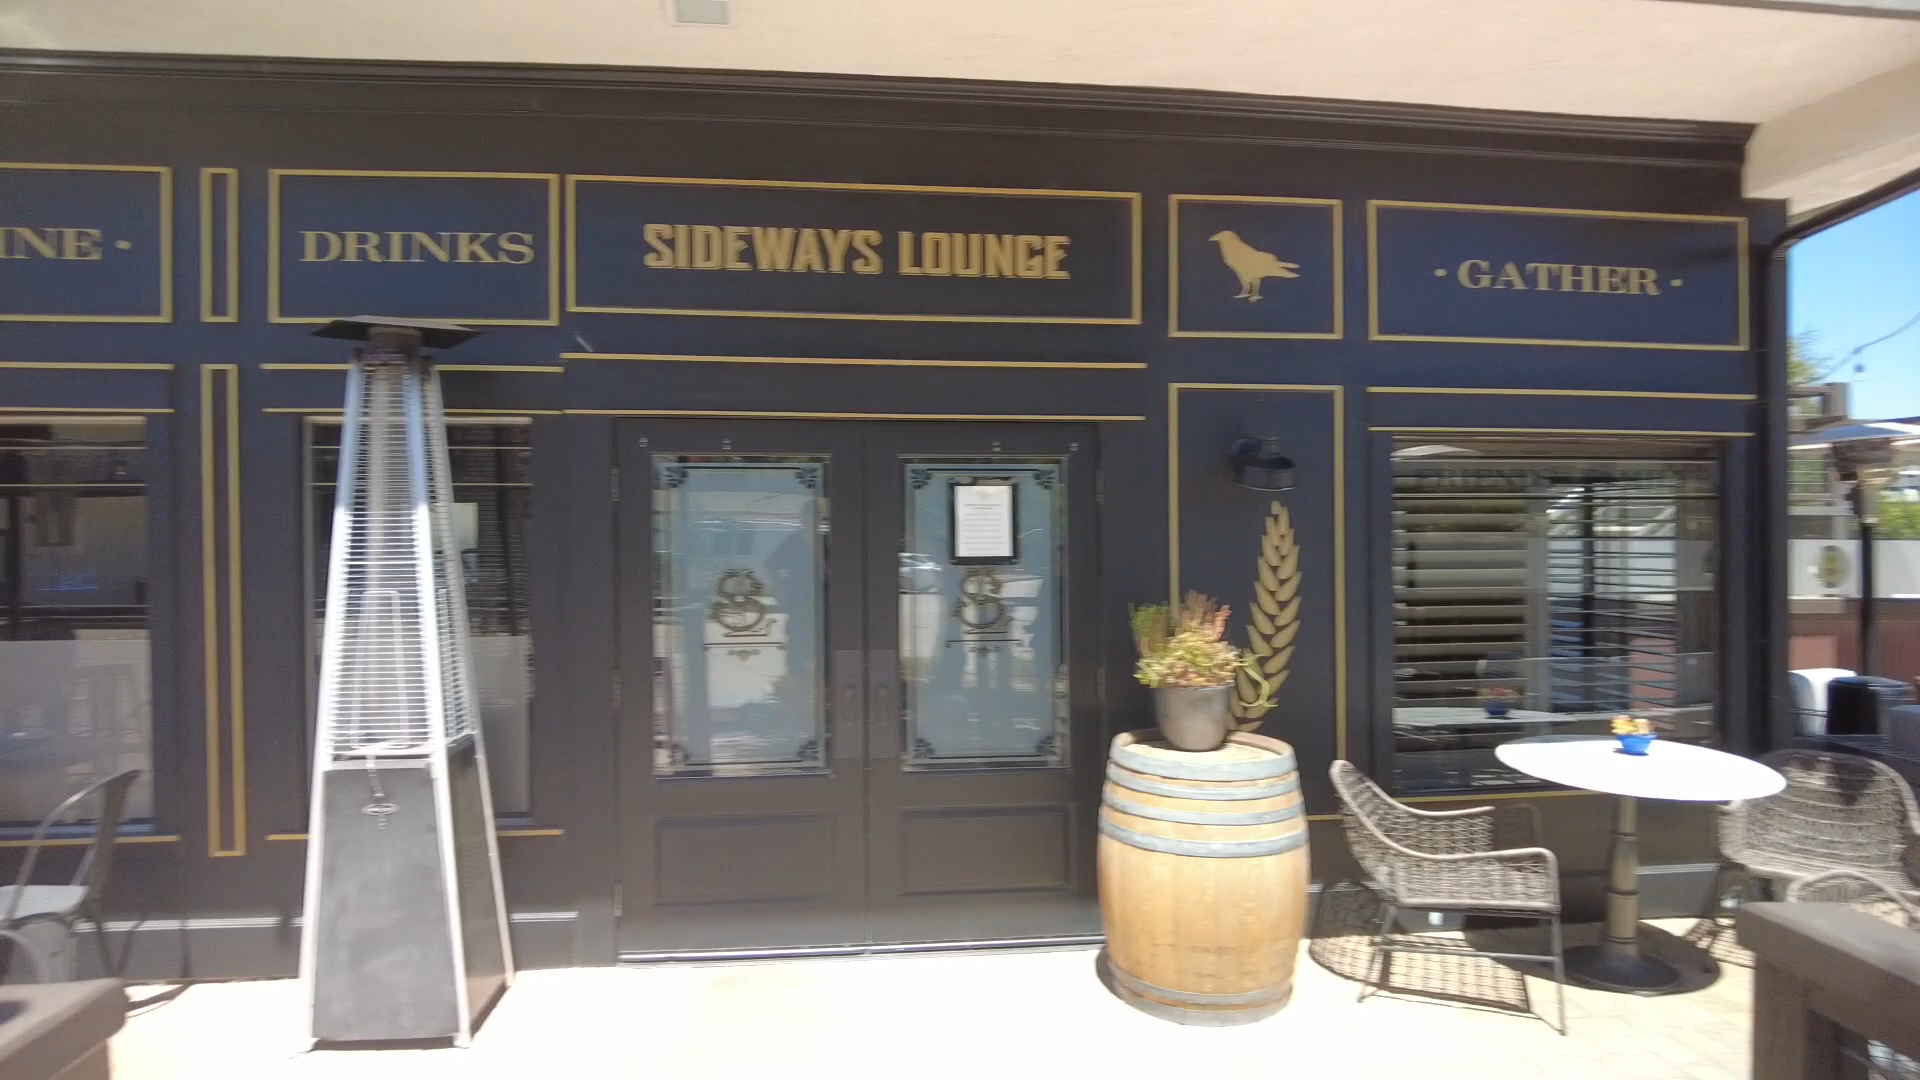 INE •
DRINKS
SIDEWAYS LOUNGE
• GATHER •
S
S